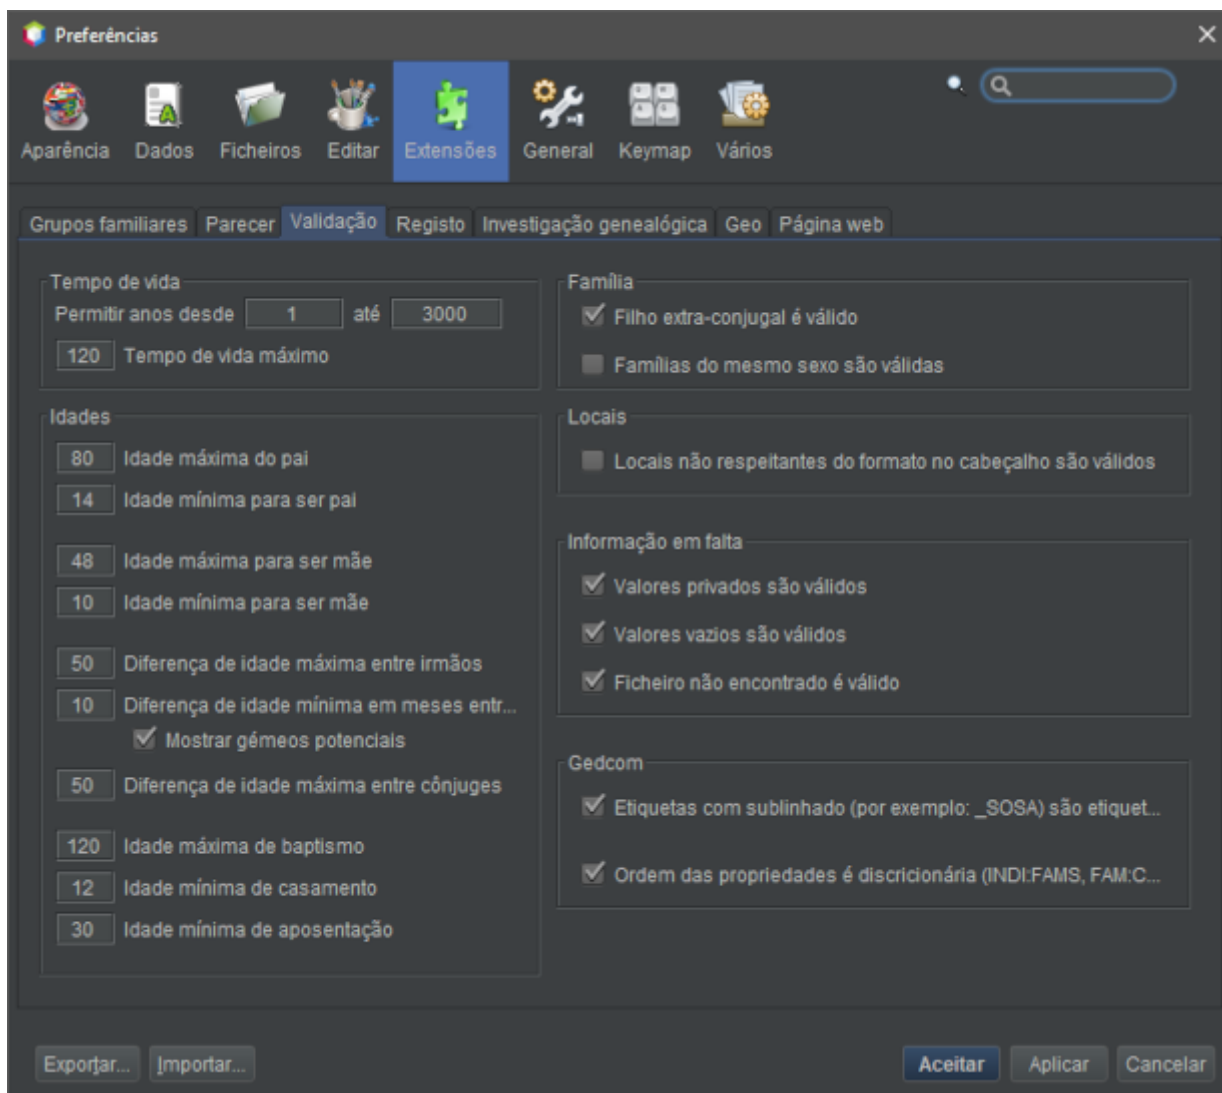 Preferências
Aparência Dados Ficheiros Editar Extensões General Keymap Vários
Grupos familiares Parecer Validação Registo Investigação genealógica Geo Página web
Tempo de vida
Permitir anos desde 1 até 3000
120 Tempo de vida máximo
Idades
80 Idade máxima do pai
14 Idade mínima para ser pai
48 Idade máxima para ser mãe
10 Idade mínima para ser mãe
50 Diferença de idade máxima entre irmãos
10 Diferença de idade mínima em meses entr...
Mostrar gémeos potenciais
50 Diferença de idade máxima entre cônjuges
120 Idade máxima de baptismo
12 Idade mínima de casamento
30 Idade mínima de aposentação
Família
Filho extra-conjugal é válido
Famílias do mesmo sexo são válidas
Locais
Locais não respeitantes do formato no cabeçalho são válidos
Informação em falta
Valores privados são válidos
Valores vazios são válidos
Ficheiro não encontrado é válido
Gedcom
Etiquetas com sublinhado (por exemplo: _SOSA) são etiquet...
Ordem das propriedades é discricionária (INDI:FAMS, FAM:C...
Exportar... Importar... Aceitar Aplicar Cancelar